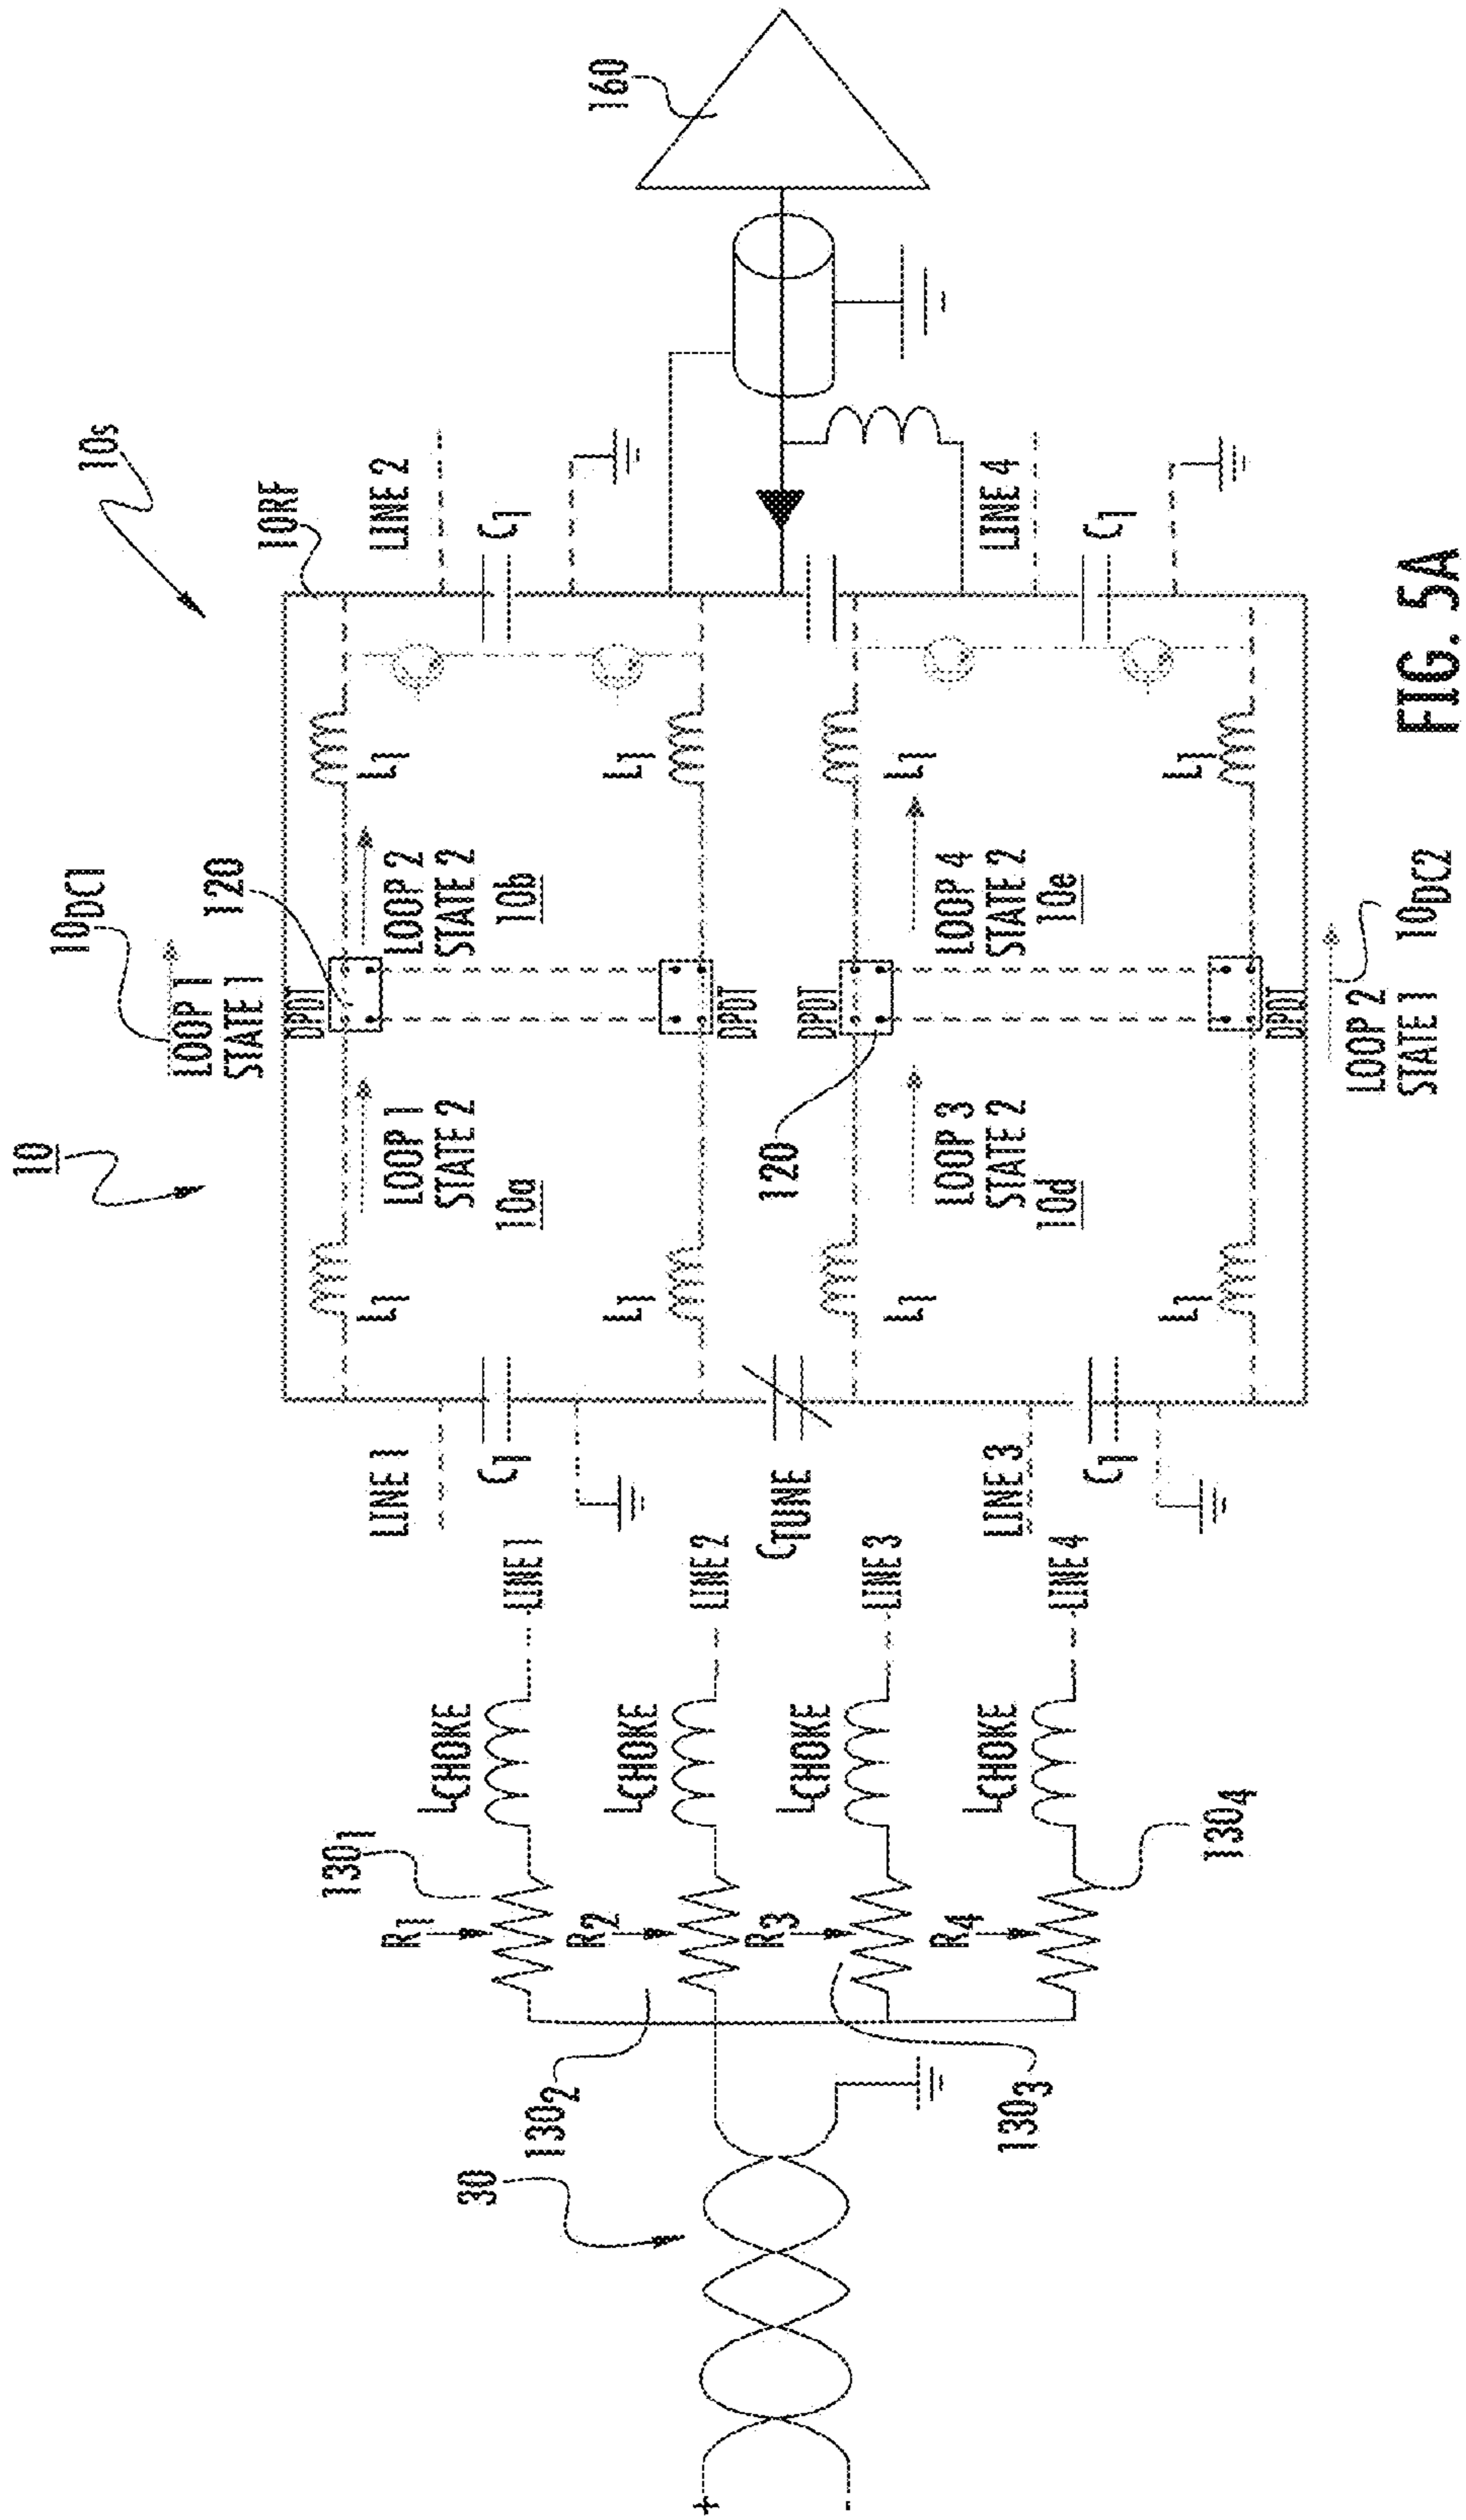 10
10DC1
10s
LOOP 1
STATE 1
120
10RF
DPDT
LINE 1
LINE 2
L1
L1
LOOP 1
STATE 2
10a
LOOP 2
STATE 2
10b
C1
C1
L1
L1
DPDT
160
CTUNE
120
DPDT
L1
L1
LOOP 3
STATE 2
10d
LOOP 4
STATE 2
10e
LINE 3
LINE 4
C1
C1
L1
L1
DPDT
LOOP 2
STATE 1
10DC2
1301
R1
LCHOKE
LINE 1
30
1302
R2
LCHOKE
LINE 2
R3
LCHOKE
LINE 3
1303
R4
LCHOKE
LINE 4
1304
+
-
FIG. 5A